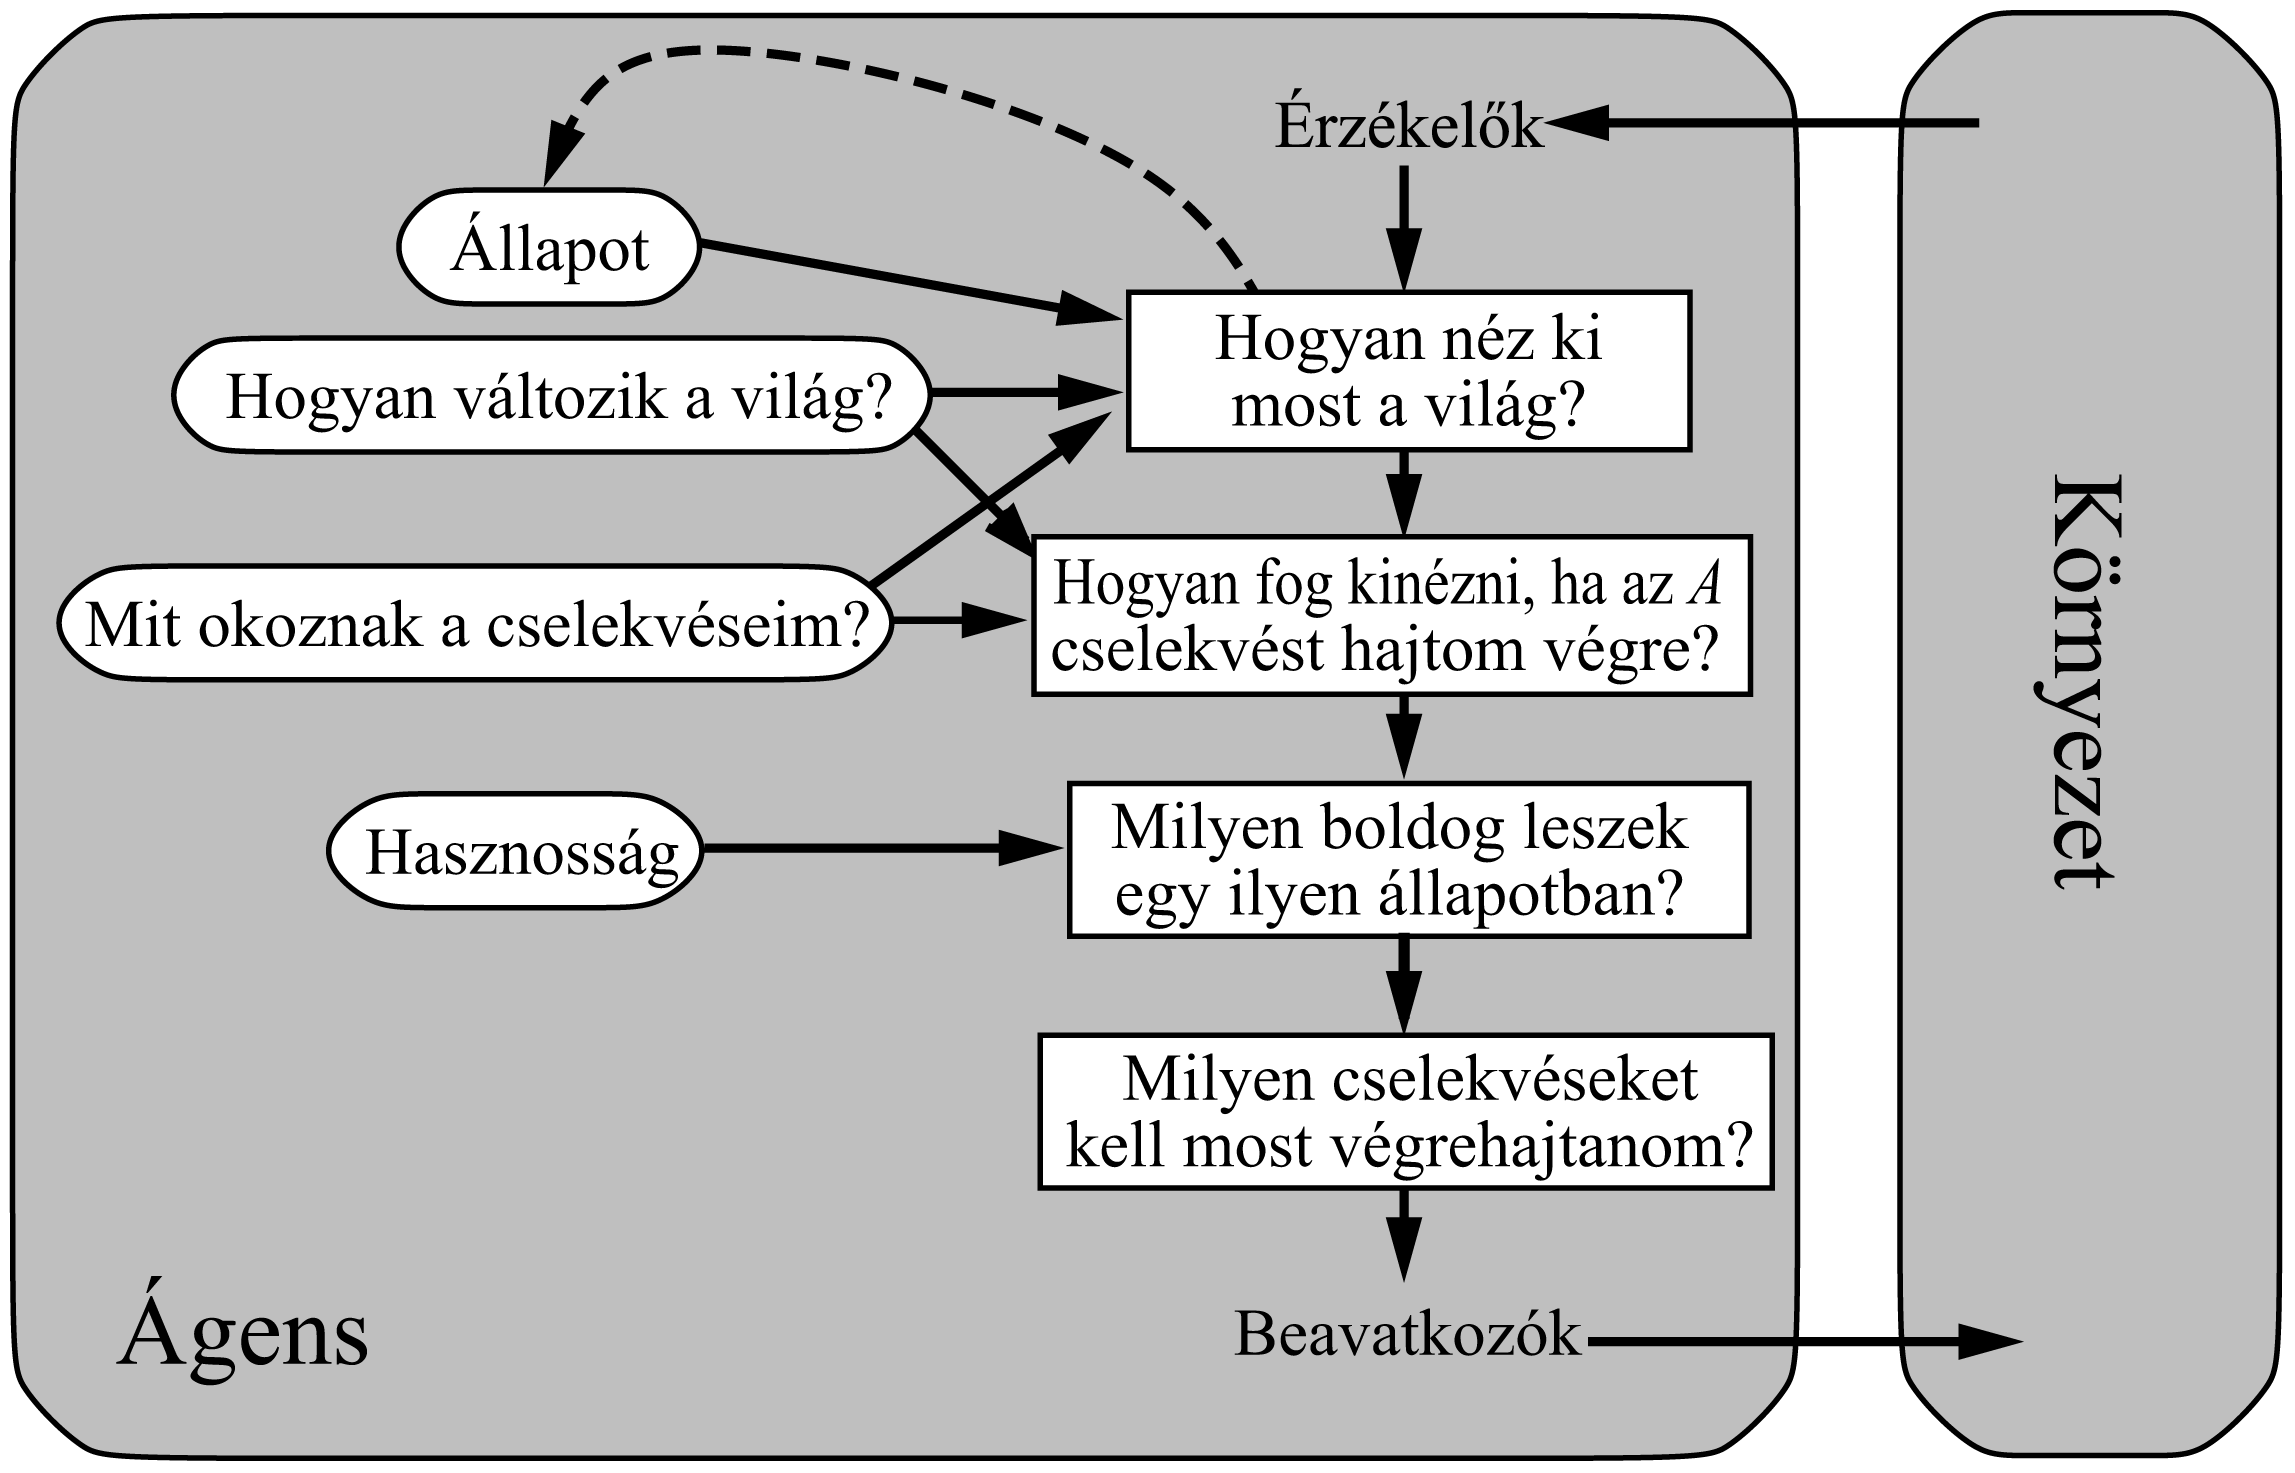 Érzékelők
Állapot
Hogyan néz ki
most a világ?
Hogyan változik a világ?
Hogyan fog kinézni, ha az A
cselekvést hajtom végre?
Mit okoznak a cselekvéseim?
Milyen boldog leszek
egy ilyen állapotban?
Hasznosság
Milyen cselekvéseket
kell most végrehajtanom?
Beavatkozók
Ágens
Környezet